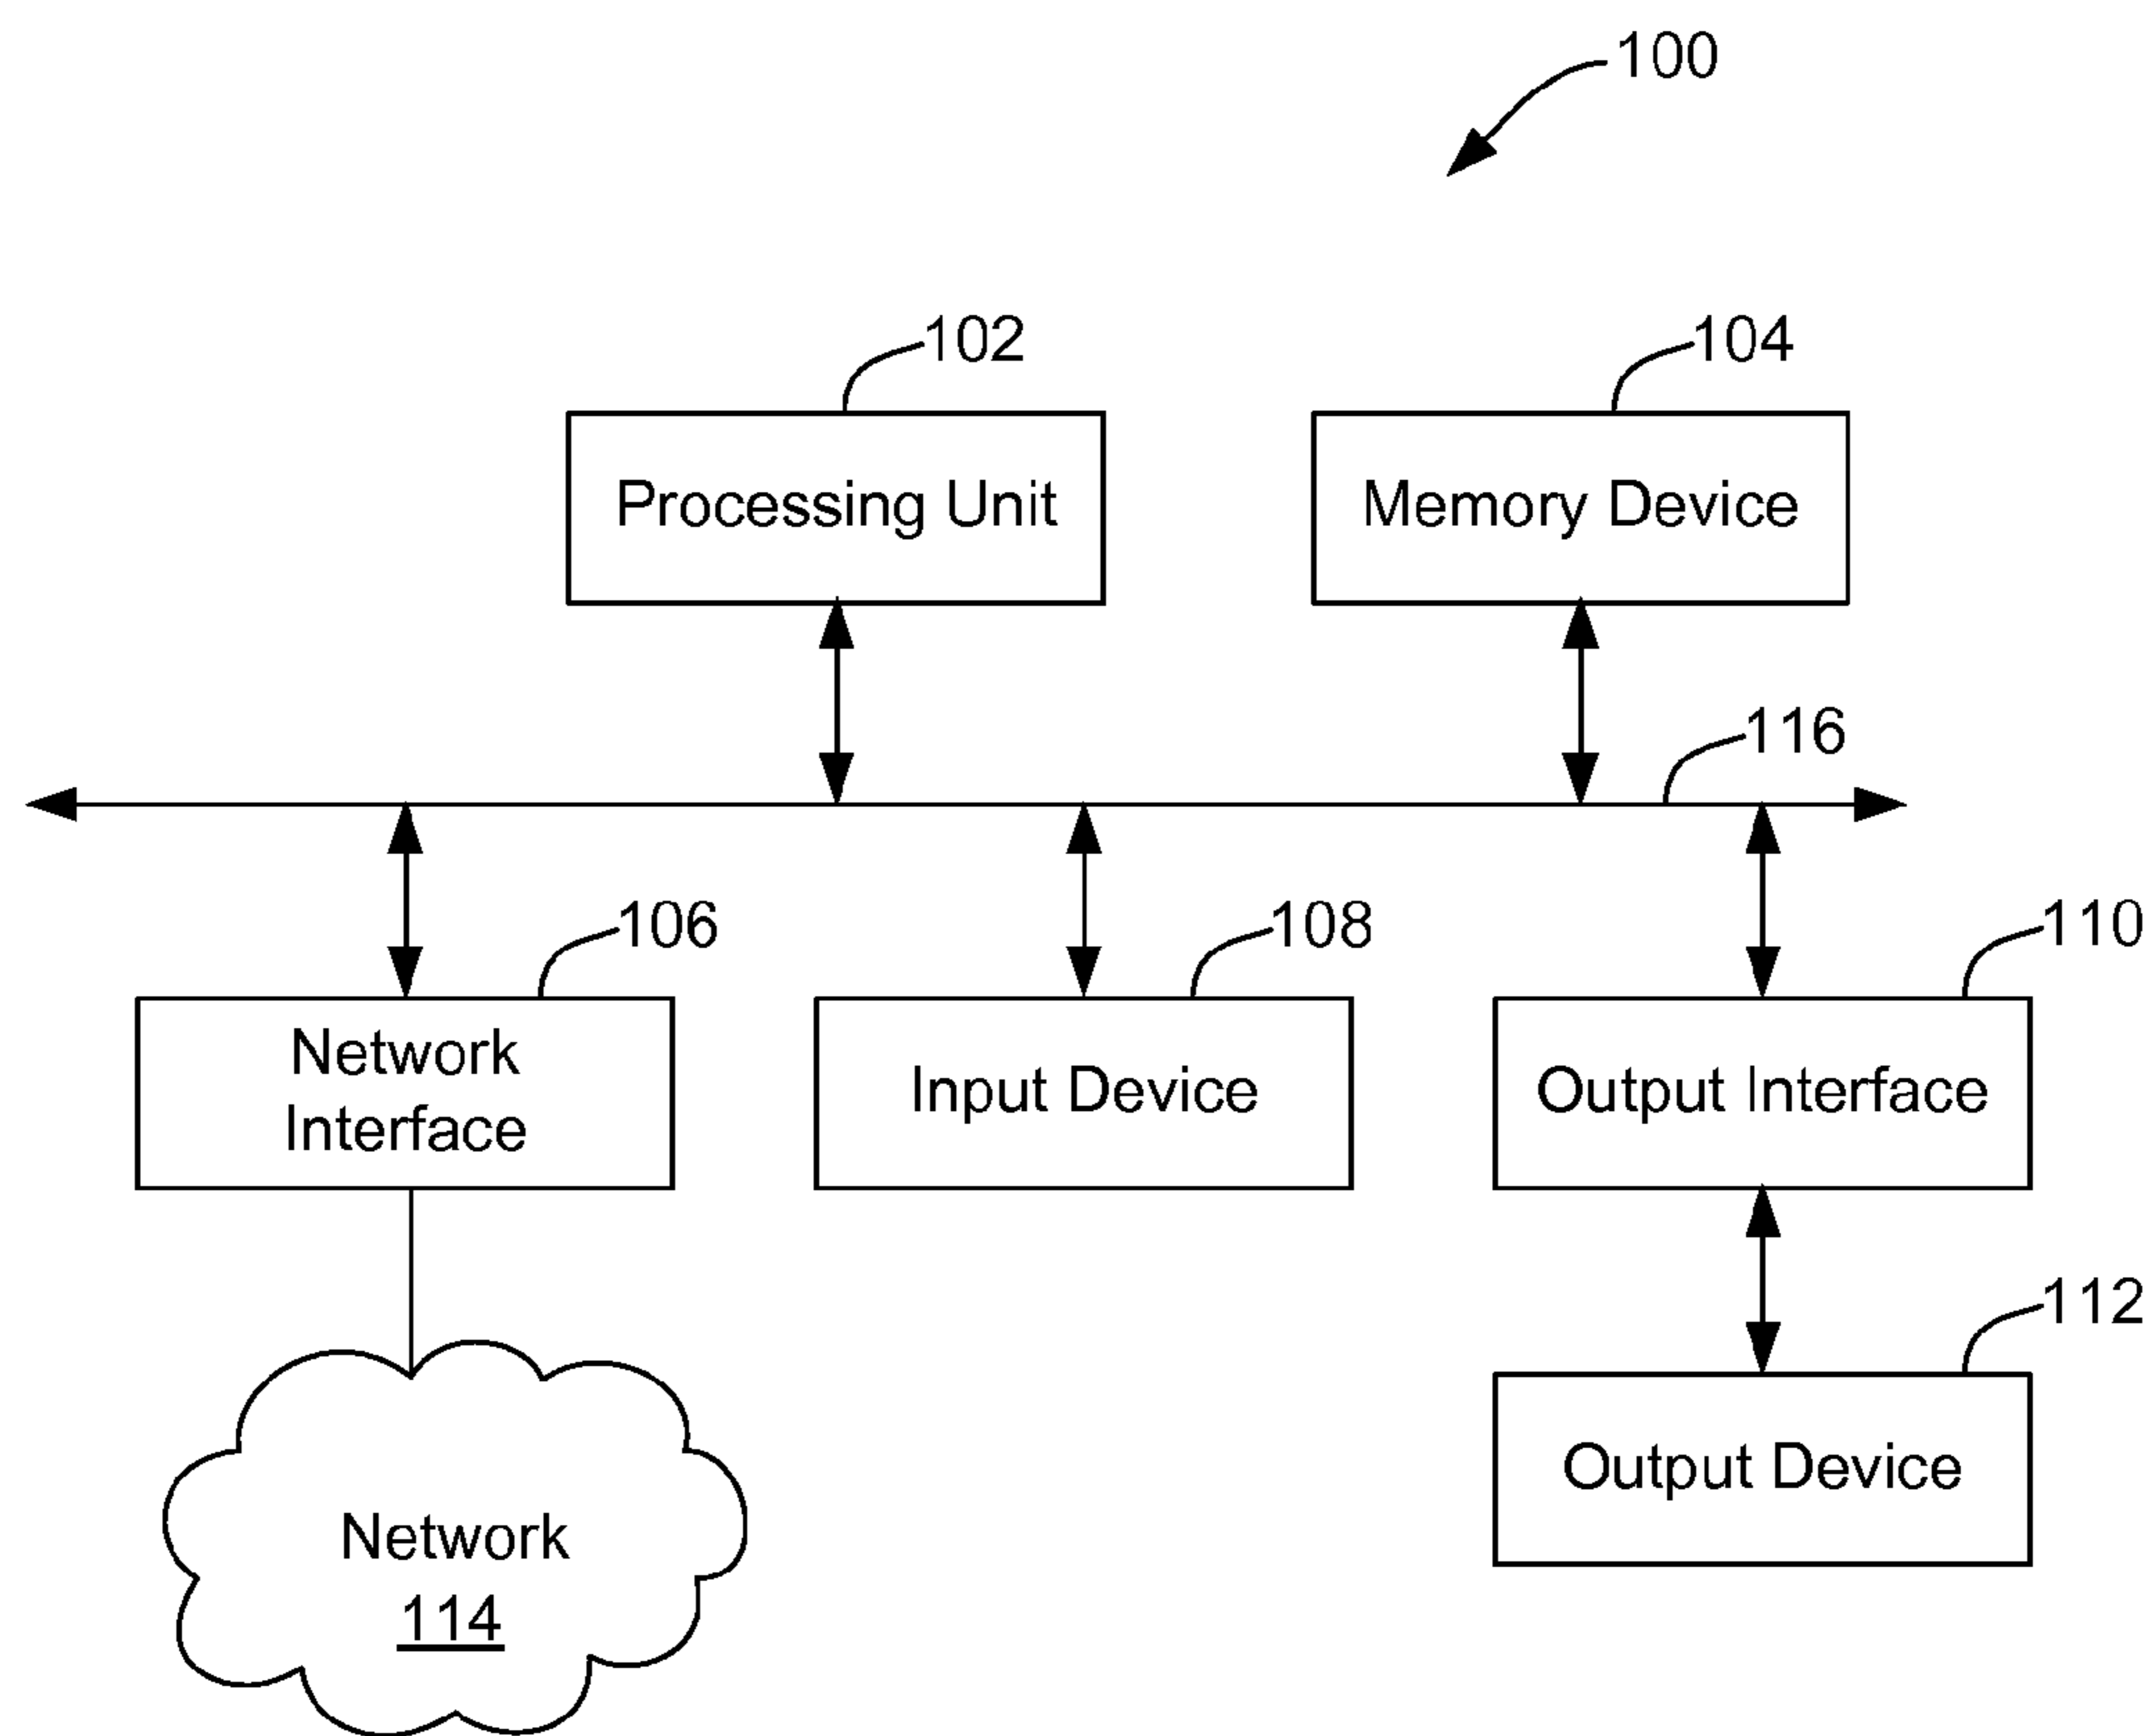 100
102
104
Processing Unit
Memory Device
116
106
108
110
Network
Interface
Input Device
Output Interface
112
Output Device
Network
114